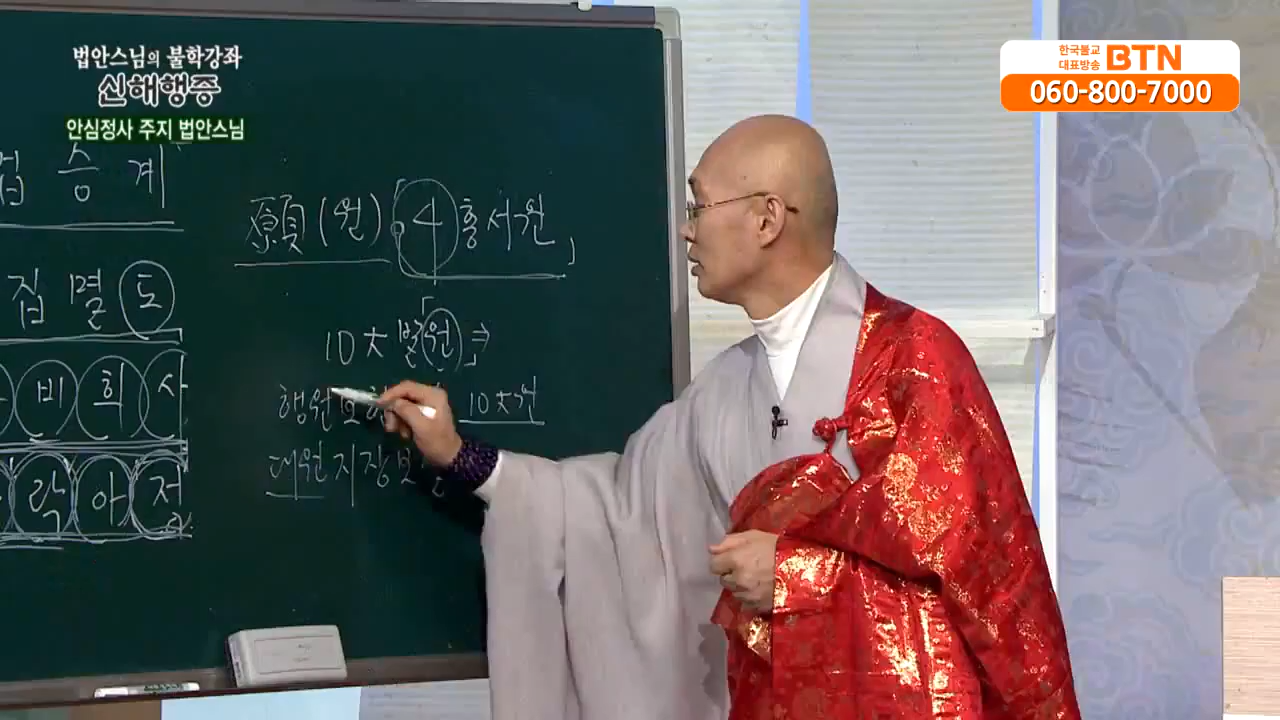 법안스님의 불학강좌
신해행증
안심정사 주지 법안스님
한국불교
대표방송
BTN
060-800-7000
승 계
집 멸 도
비 희 사
락 아 정
願(원) 4홍서원」
10大 「발원」⇒
행원보현 10大원
대원지장보